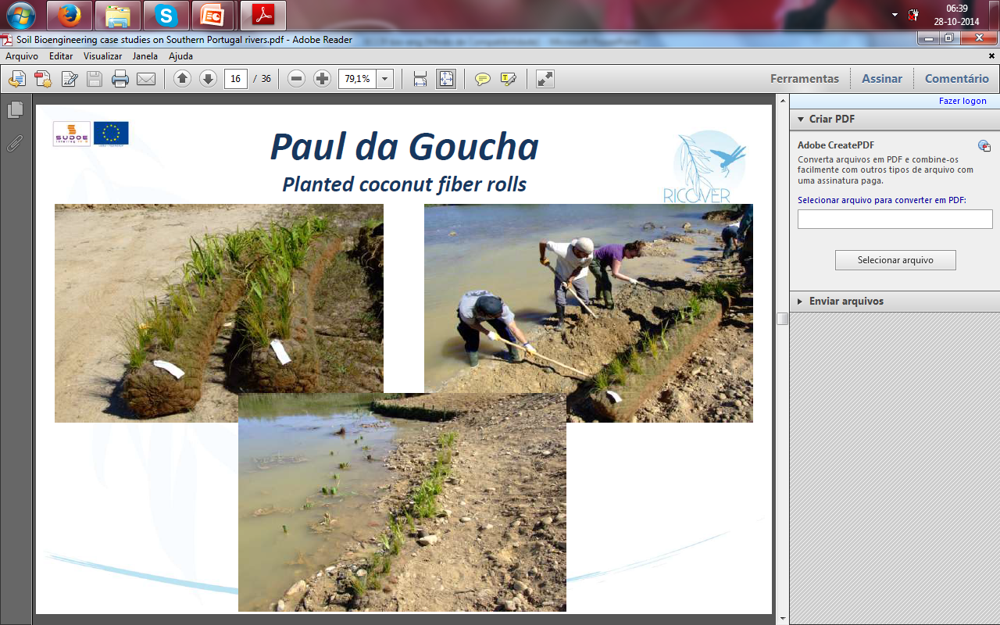 06:39
28-10-2014
Soil Bioengineering case studies on Southern Portugal rivers.pdf - Adobe Reader
Arquivo Editar Visualizar Janela Ajuda
16 / 36 79,1% Ferramentas Assinar Comentário
Fazer logon
Criar PDF
Adobe CreatePDF
Converta arquivos em PDF e combine-os
facilmente com outros tipos de arquivo com
uma assinatura paga.
Selecionar arquivo para converter em PDF:
Selecionar arquivo
Enviar arquivos
SUDOE
Paul da Goucha
Planted coconut fiber rolls
RICOVER